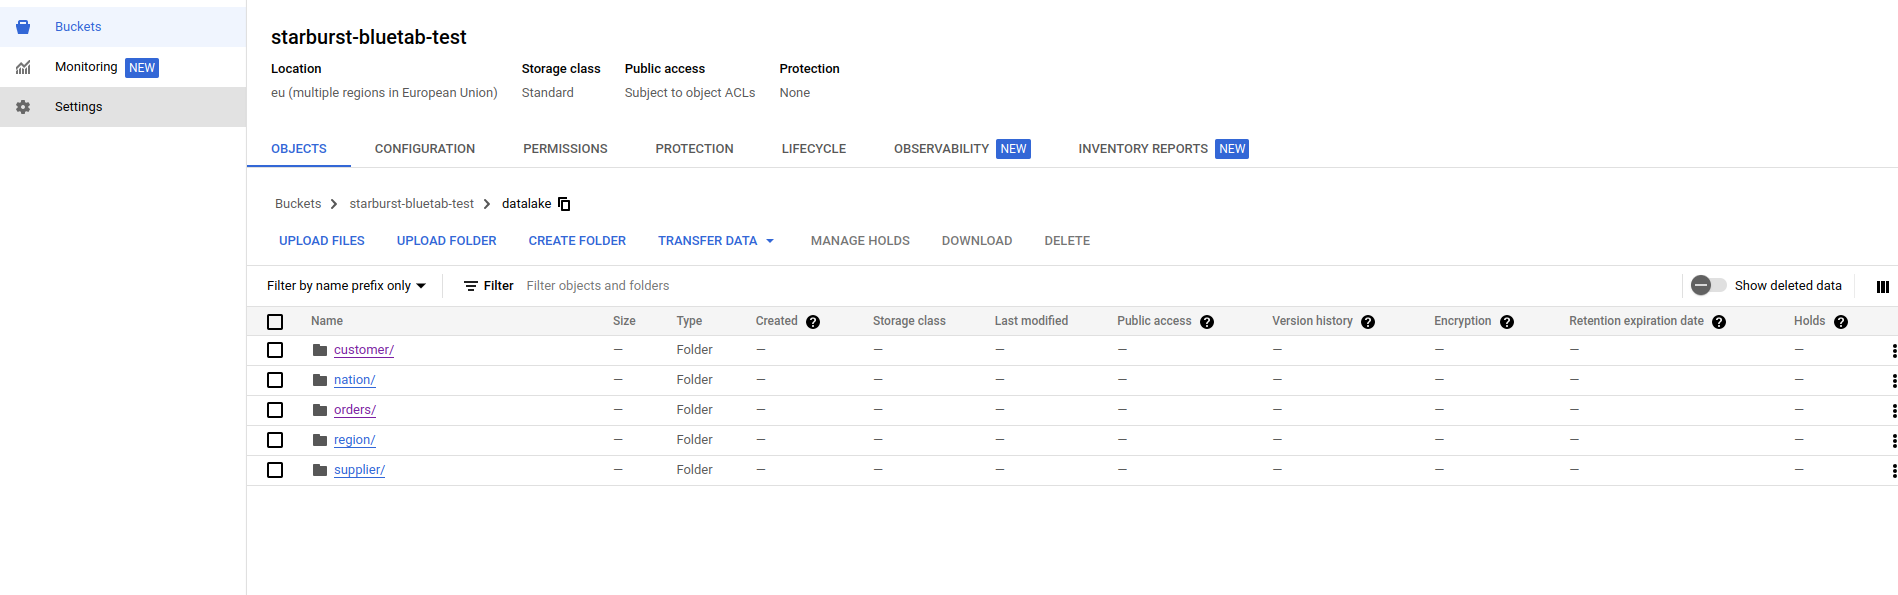 Buckets
Monitoring NEW
Settings
starburst-bluetab-test
Location Storage class Public access Protection
eu (multiple regions in European Union) Standard Subject to object ACLs None
OBJECTS CONFIGURATION PERMISSIONS PROTECTION LIFECYCLE OBSERVABILITY NEW INVENTORY REPORTS NEW
Buckets > starburst-bluetab-test > datalake
UPLOAD FILES UPLOAD FOLDER CREATE FOLDER TRANSFER DATA MANAGE HOLDS DOWNLOAD DELETE
Filter by name prefix only Filter Filter objects and folders Show deleted data
Name Size Type Created ? Storage class Last modified Public access ? Version history ? Encryption ? Retention expiration date ? Holds ?
customer/ — Folder — — — — — — — —
nation/ — Folder — — — — — — — —
orders/ — Folder — — — — — — — —
region/ — Folder — — — — — — — —
supplier/ — Folder — — — — — — — —